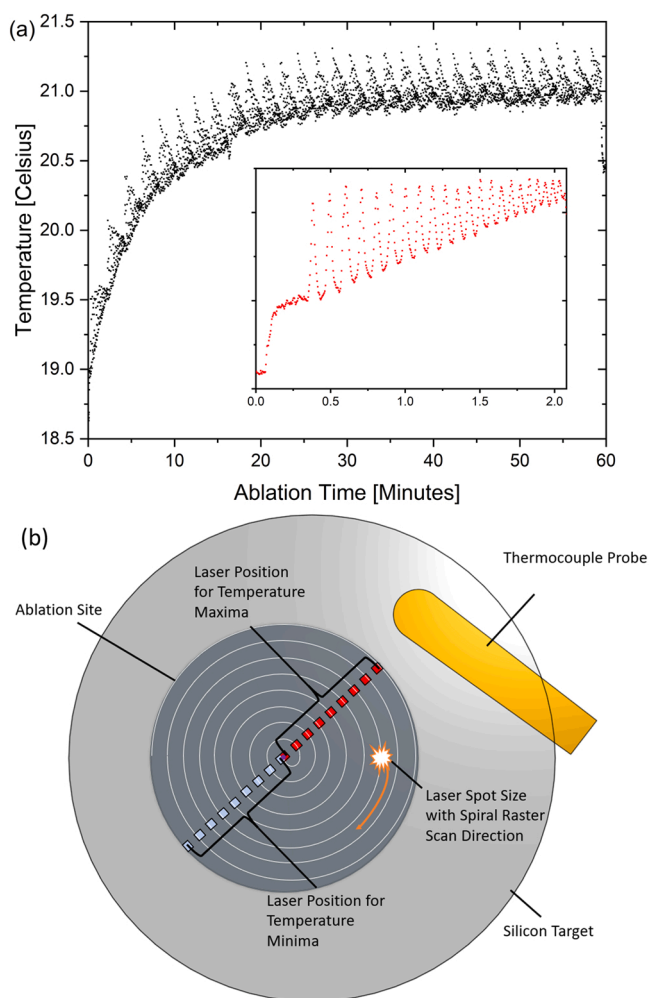 (a)
21.5
21.0
20.5
20.0
19.5
19.0
18.5
Temperature [Celsius]
0.0
0.5
1.0
1.5
2.0
0
10
20
30
40
50
60
Ablation Time [Minutes]
(b)
Thermocouple Probe
Laser Position
for Temperature
Maxima
Ablation Site
Laser Spot Size
with Spiral Raster
Scan Direction
Laser Position for
Temperature
Minima
Silicon Target